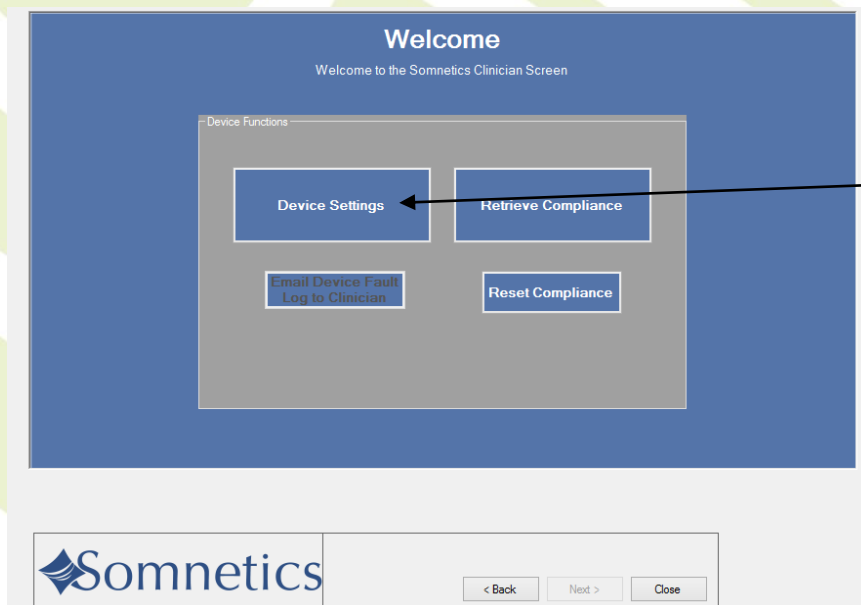 Welcome
Welcome to the Somnetics Clinician Screen
Device Functions
Device Settings
Retrieve Compliance
Email Device Fault
Log to Clinician
Reset Compliance
Somnetics
< Back
Next >
Close